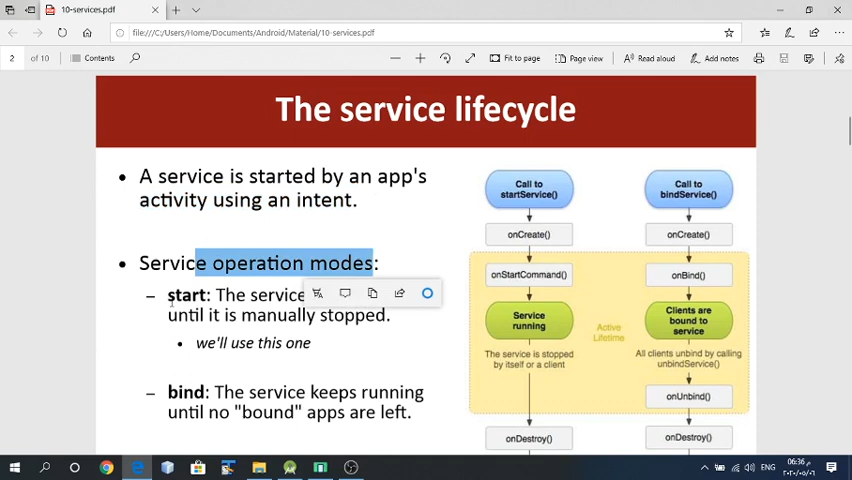 10-services.pdf
file:///C:/Users/Home/Documents/Android/Material/10-services.pdf
2 of 10
Contents
Fit to page
Page view
Read aloud
Add notes
Share
The service lifecycle
• A service is started by an app's
activity using an intent.
• Service operation modes:
– start: The service
until it is manually stopped.
• we'll use this one
– bind: The service keeps running
until no "bound" apps are left.
Call to
startService()
onCreate()
onStartCommand()
Service
running
The service is stopped
by itself or a client
onDestroy()
Active
Lifetime
Call to
bindService()
onCreate()
onBind()
Clients are
bound to
service
All clients unbind by calling
unbindService()
onUnbind()
onDestroy()
ENG